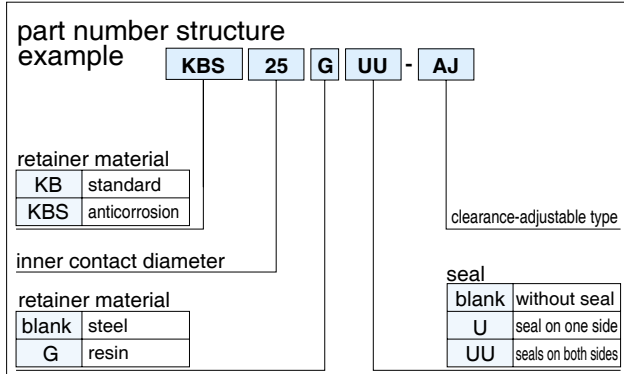 part number structure
example
KBS 25 G UU - AJ
retainer material
KB standard
KBS anticorrosion
clearance-adjustable type
inner contact diameter
seal
retainer material
blank without seal
blank steel
U seal on one side
G resin
UU seals on both sides